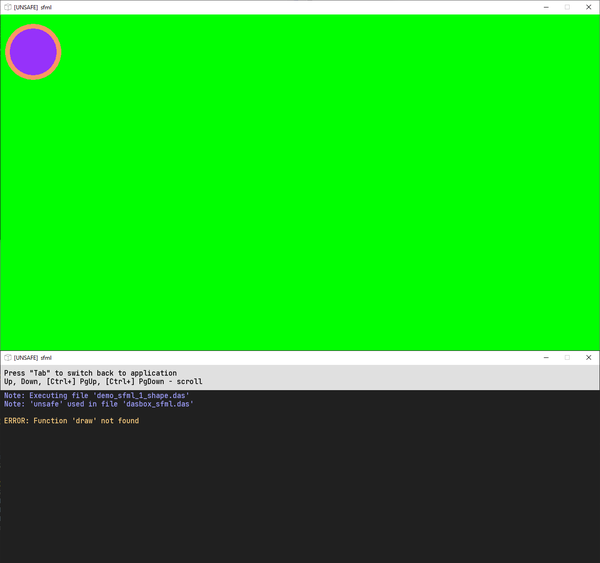 [UNSAFE] sfml
[UNSAFE] sfml
Press "Tab" to switch back to application
Up, Down, [Ctrl+] PgUp, [Ctrl+] PgDown - scroll
Note: Executing file 'demo_sfml_1_shape.das'
Note: 'unsafe' used in file 'dasbox_sfml.das'
ERROR: Function 'draw' not found